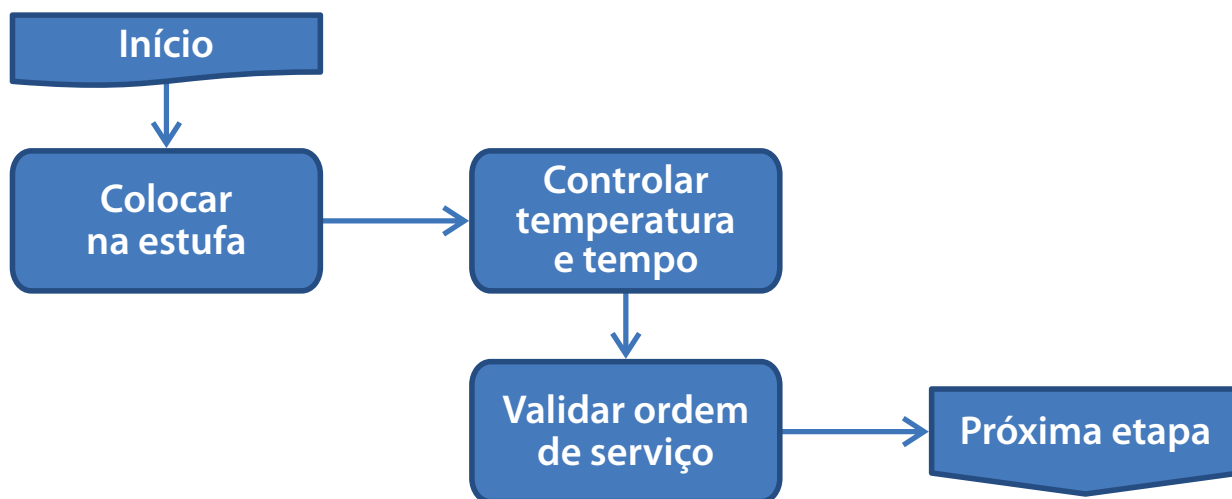 Início
Colocar
na estufa
Controlar
temperatura
e tempo
Validar ordem
de serviço
Próxima etapa